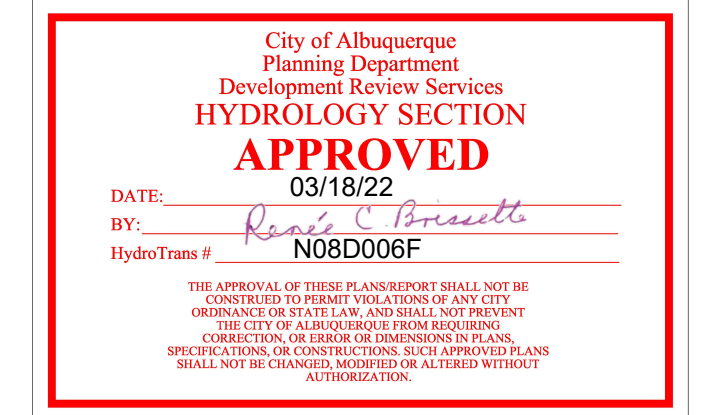 City of Albuquerque
Planning Department
Development Review Services
HYDROLOGY SECTION
APPROVED
DATE: 03/18/22
BY: Renée C. Brissette
HydroTrans # N08D006F
THE APPROVAL OF THESE PLANS/REPORT SHALL NOT BE
CONSTRUED TO PERMIT VIOLATIONS OF ANY CITY
ORDINANCE OR STATE LAW, AND SHALL NOT PREVENT
THE CITY OF ALBUQUERQUE FROM REQUIRING
CORRECTION, OR ERROR OR DIMENSIONS IN PLANS,
SPECIFICATIONS, OR CONSTRUCTIONS. SUCH APPROVED PLANS
SHALL NOT BE CHANGED, MODIFIED OR ALTERED WITHOUT
AUTHORIZATION.